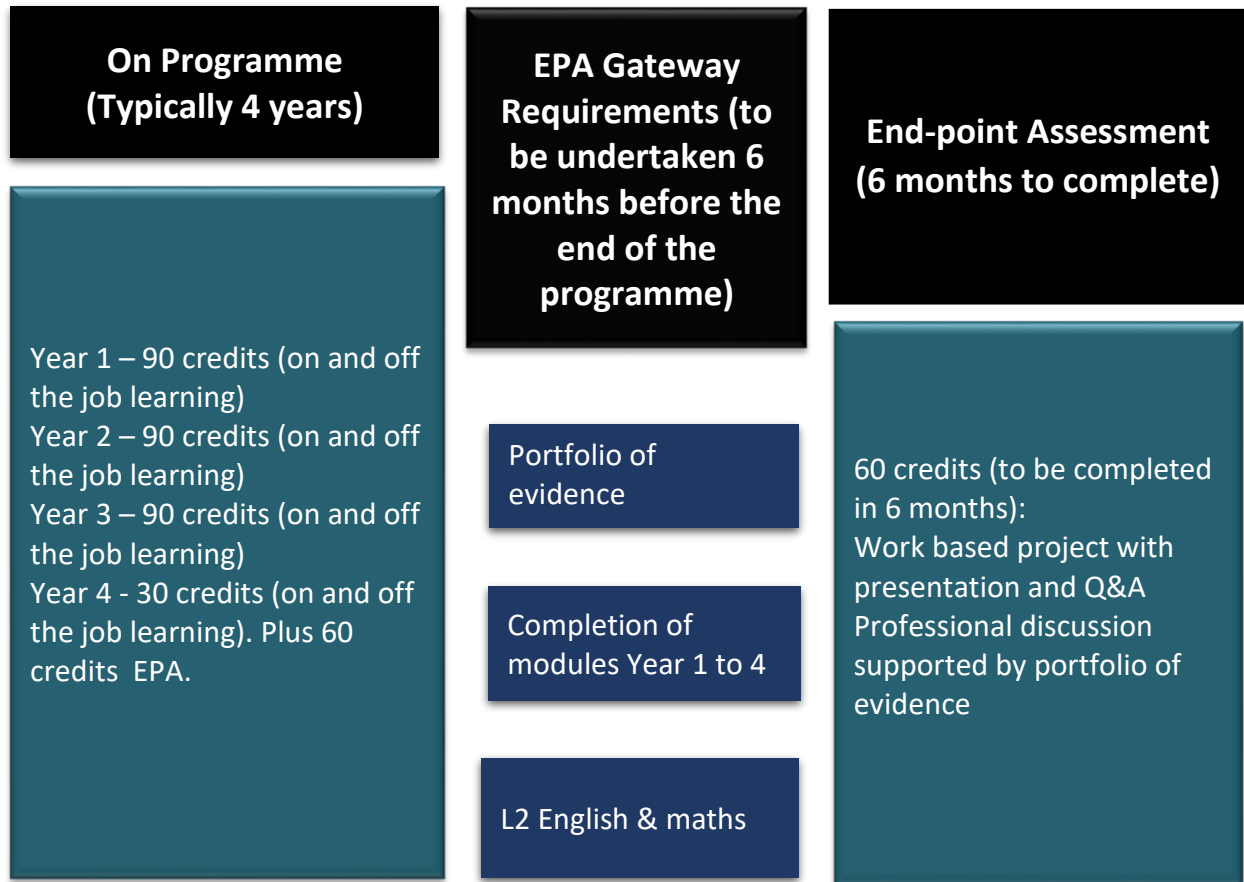 On Programme
(Typically 4 years)
Year 1 – 90 credits (on and off
the job learning)
Year 2 – 90 credits (on and off
the job learning)
Year 3 – 90 credits (on and off
the job learning)
Year 4 - 30 credits (on and off
the job learning). Plus 60
credits  EPA.
EPA Gateway
Requirements (to
be undertaken 6
months before the
end of the
programme)
Portfolio of
evidence
Completion of
modules Year 1 to 4
L2 English & maths
End-point Assessment
(6 months to complete)
60 credits (to be completed
in 6 months):
Work based project with
presentation and Q&A
Professional discussion
supported by portfolio of
evidence